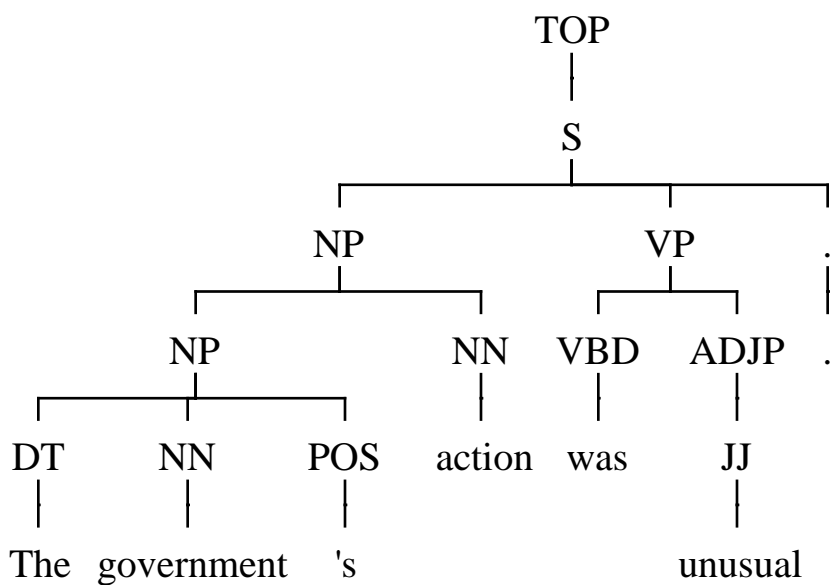 TOP
S
NP VP .
NP NN VBD ADJP .
DT NN POS action was JJ
The government 's unusual